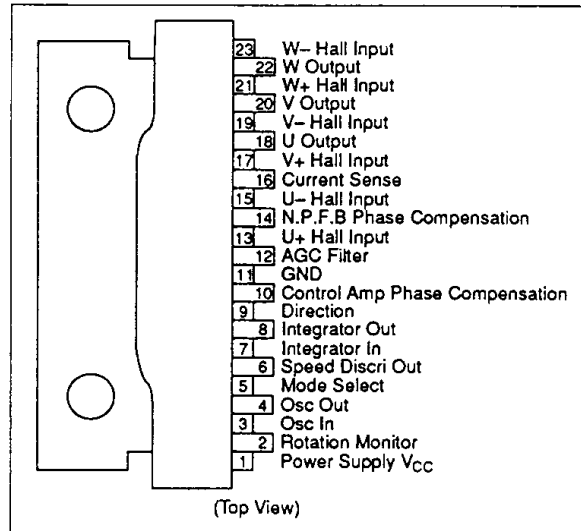 23 W– Hall Input
22 W Output
21 W+ Hall Input
20 V Output
19 V– Hall Input
18 U Output
17 V+ Hall Input
16 Current Sense
15 U– Hall Input
14 N.P.F.B Phase Compensation
13 U+ Hall Input
12 AGC Filter
11 GND
10 Control Amp Phase Compensation
9 Direction
8 Integrator Out
7 Integrator In
6 Speed Discri Out
5 Mode Select
4 Osc Out
3 Osc In
2 Rotation Monitor
1 Power Supply VCC
(Top View)